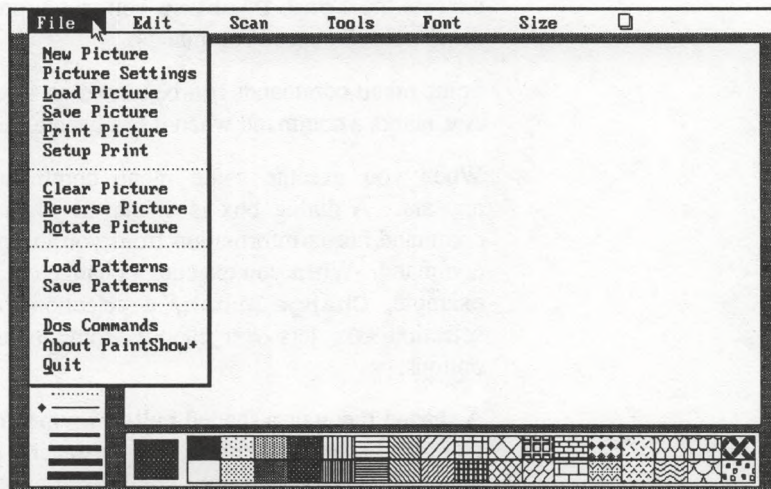 File Edit Scan Tools Font Size
New Picture
Picture Settings
Load Picture
Save Picture
Print Picture
Setup Print
Clear Picture
Reverse Picture
Rotate Picture
Load Patterns
Save Patterns
Dos Commands
About PaintShow+
Quit